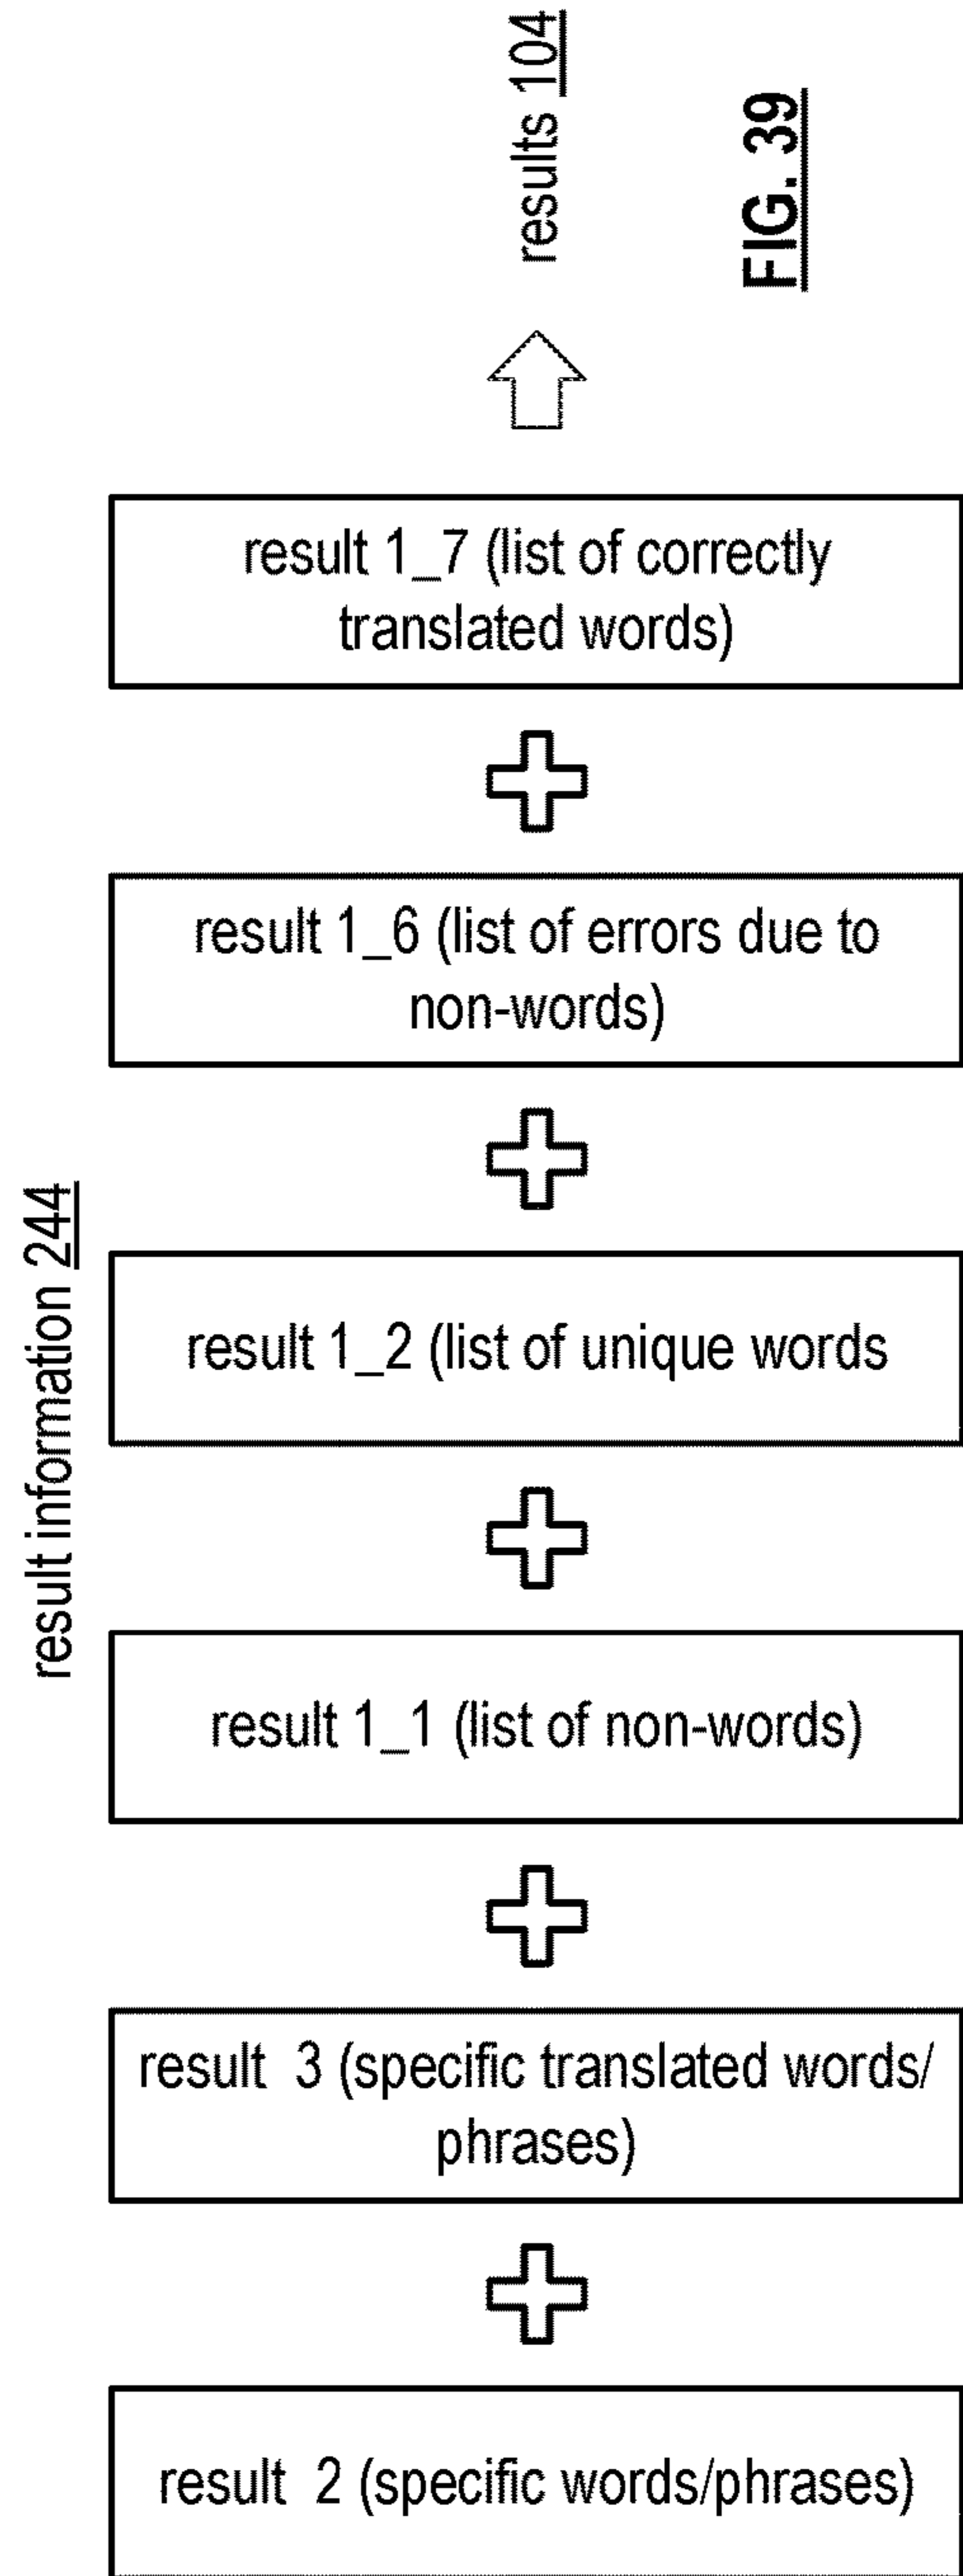 results 104
FIG. 39
result 1_7 (list of correctly
translated words)
result 1_6 (list of errors due to
non-words)
result information 244
result 1_2 (list of unique words
result 1_1 (list of non-words)
result 3 (specific translated words/
phrases)
result 2 (specific words/phrases)